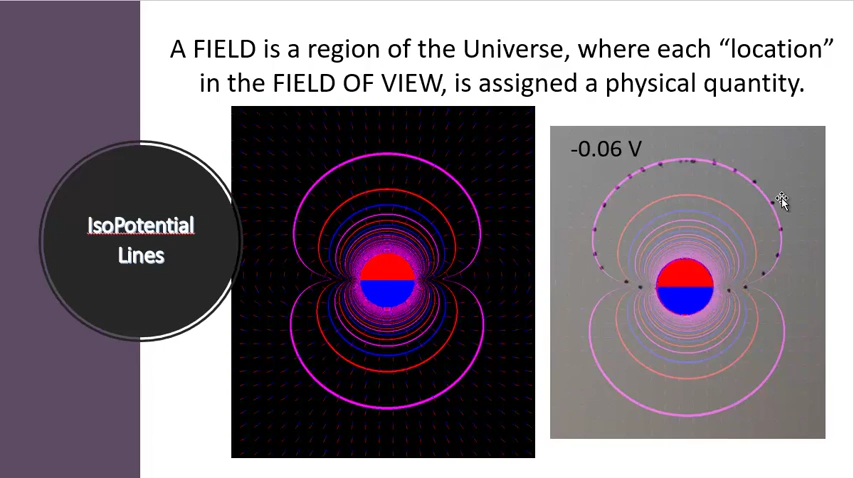 A FIELD is a region of the Universe, where each “location”
in the FIELD OF VIEW, is assigned a physical quantity.
IsoPotential
Lines
-0.06 V